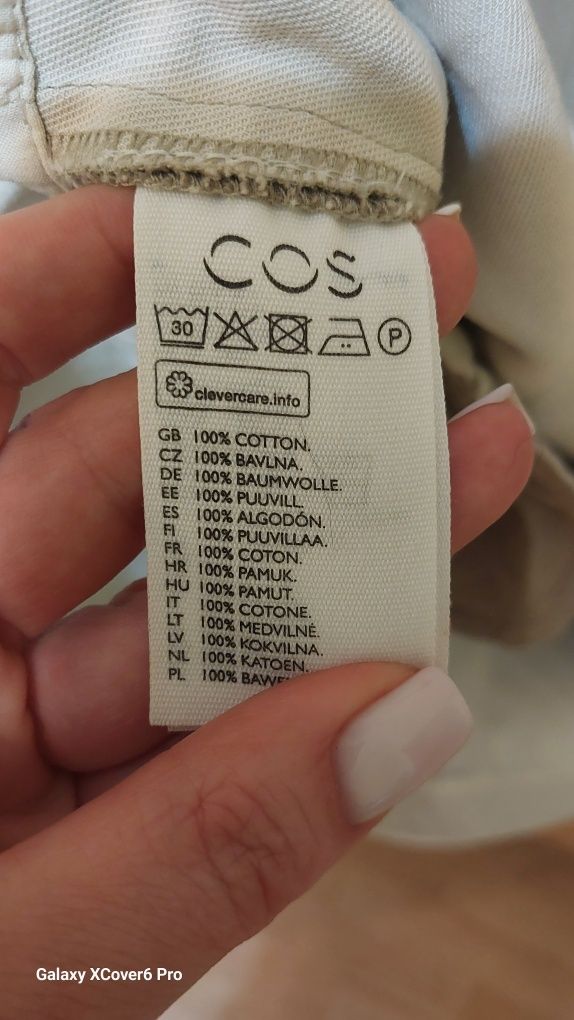 COS
30 P
clevercare.info
GB 100% COTTON.
CZ 100% BAVLNA.
DE 100% BAUMWOLLE.
EE 100% PUUVILL.
ES 100% ALGODÓN.
FI 100% PUUVILLAA.
FR 100% COTON.
HR 100% PAMUK.
HU 100% PAMUT.
IT 100% COTONE.
LT 100% MEDVILNĖ.
LV 100% KOKVILNA.
NL 100% KATOEN.
PL 100%
Galaxy XCover6 Pro